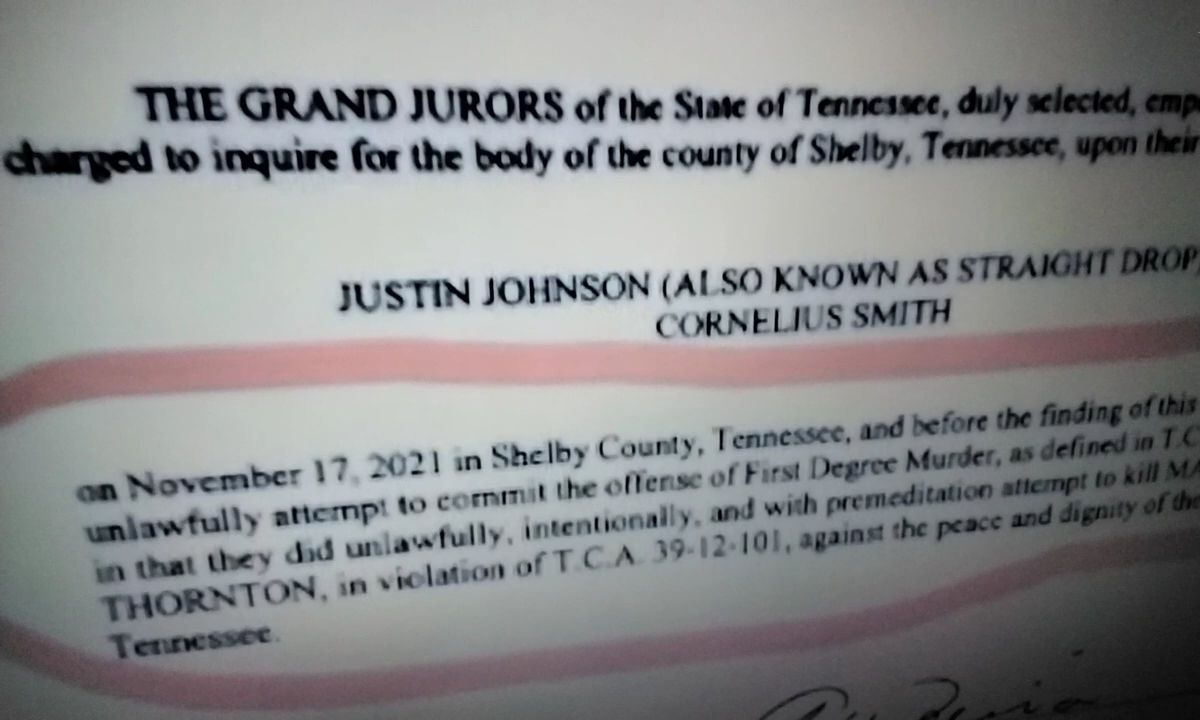 THE GRAND JURORS of the State of Tennessee, duly selected, emp
charged to inquire for the body of the county of Shelby, Tennessee, upon their
JUSTIN JOHNSON (ALSO KNOWN AS STRAIGHT DROP
CORNELIUS SMITH
on November 17, 2021 in Shelby County, Tennessee, and before the finding of this
unlawfully attempt to commit the offense of First Degree Murder, as defined in T.C
in that they did unlawfully, intentionally, and with premeditation attempt to kill MA
THORNTON, in violation of T.C.A. 39-12-101, against the peace and dignity of the
Tennessee.